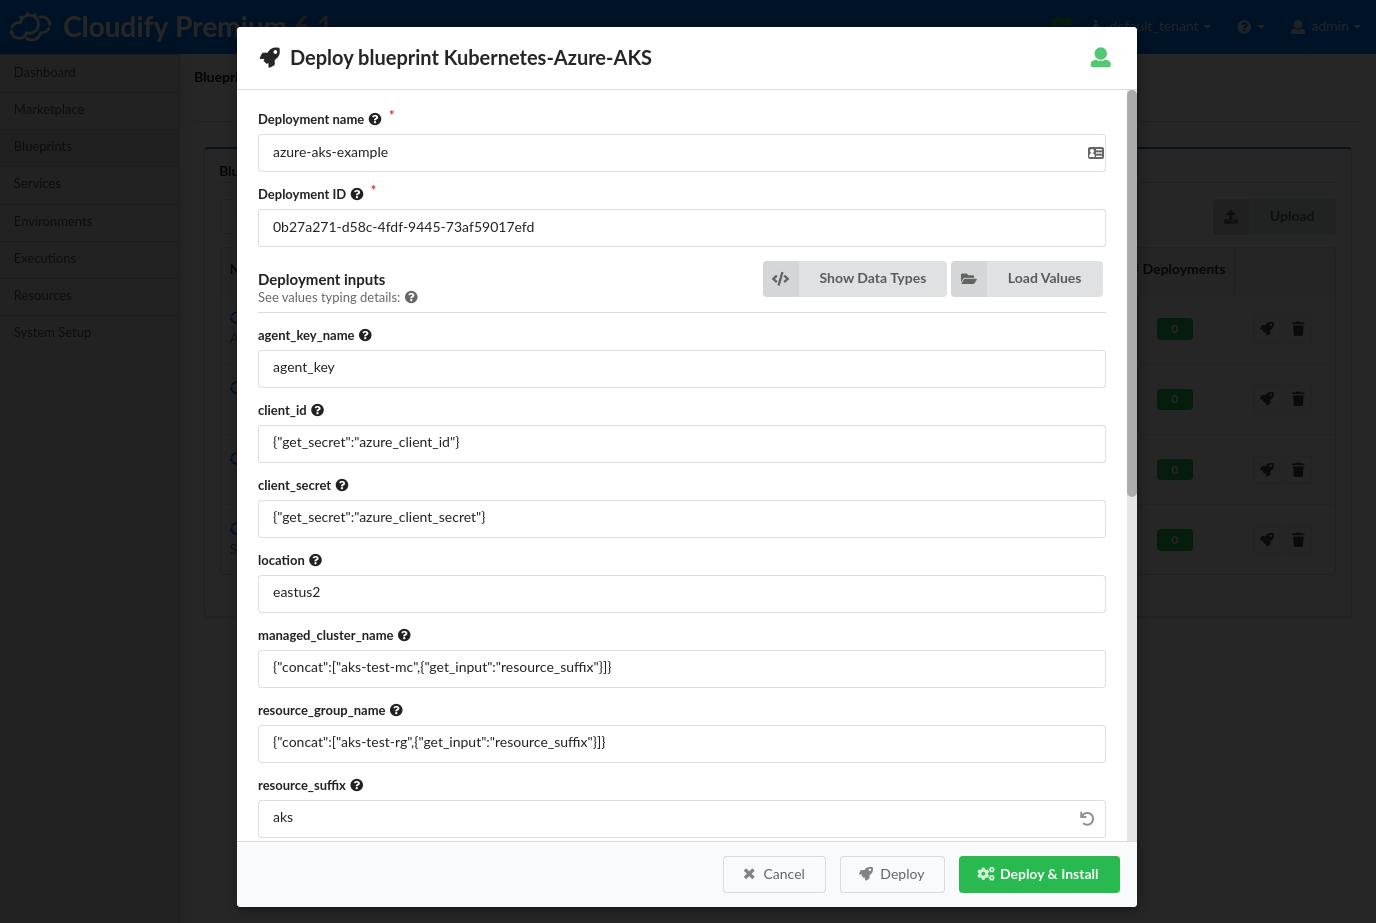 Cloudify Premium 6.1
default_tenant
admin
Dashboard
Marketplace
Blueprints
Services
Environments
Executions
Resources
System Setup
Deploy blueprint Kubernetes-Azure-AKS
Deployment name *
azure-aks-example
Deployment ID *
0b27a271-d58c-4fdf-9445-73af59017efd
Deployment inputs
See values typing details:
Show Data Types
Load Values
agent_key_name
agent_key
client_id
{"get_secret":"azure_client_id"}
client_secret
{"get_secret":"azure_client_secret"}
location
eastus2
managed_cluster_name
{"concat":["aks-test-mc",{"get_input":"resource_suffix"}]}
resource_group_name
{"concat":["aks-test-rg",{"get_input":"resource_suffix"}]}
resource_suffix
aks
Cancel
Deploy
Deploy & Install
Upload
Deployments
0
0
0
0